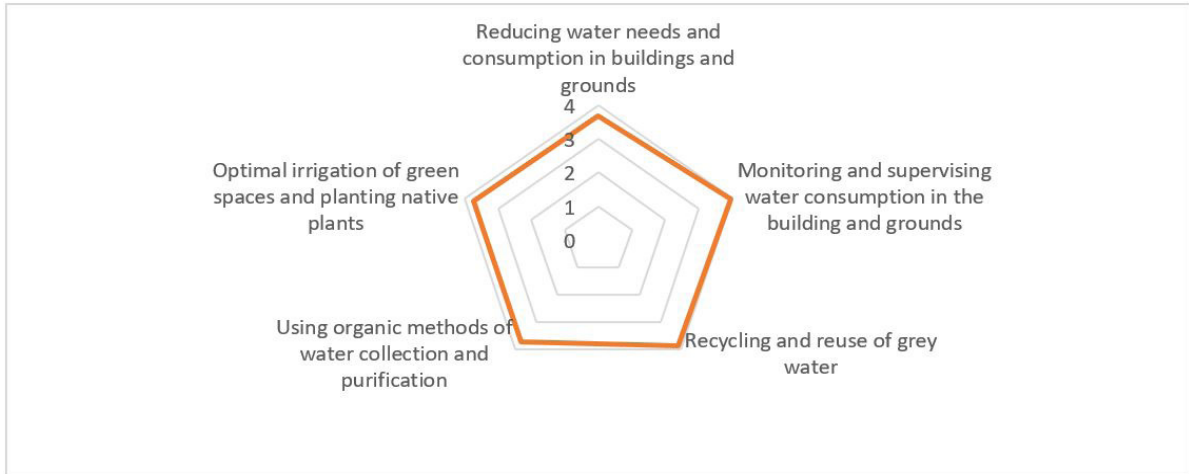 Reducing water needs and
consumption in buildings and
grounds
4
3
2
1
0
Monitoring and supervising
water consumption in the
building and grounds
Recycling and reuse of grey
water
Using organic methods of
water collection and
purification
Optimal irrigation of green
spaces and planting native
plants